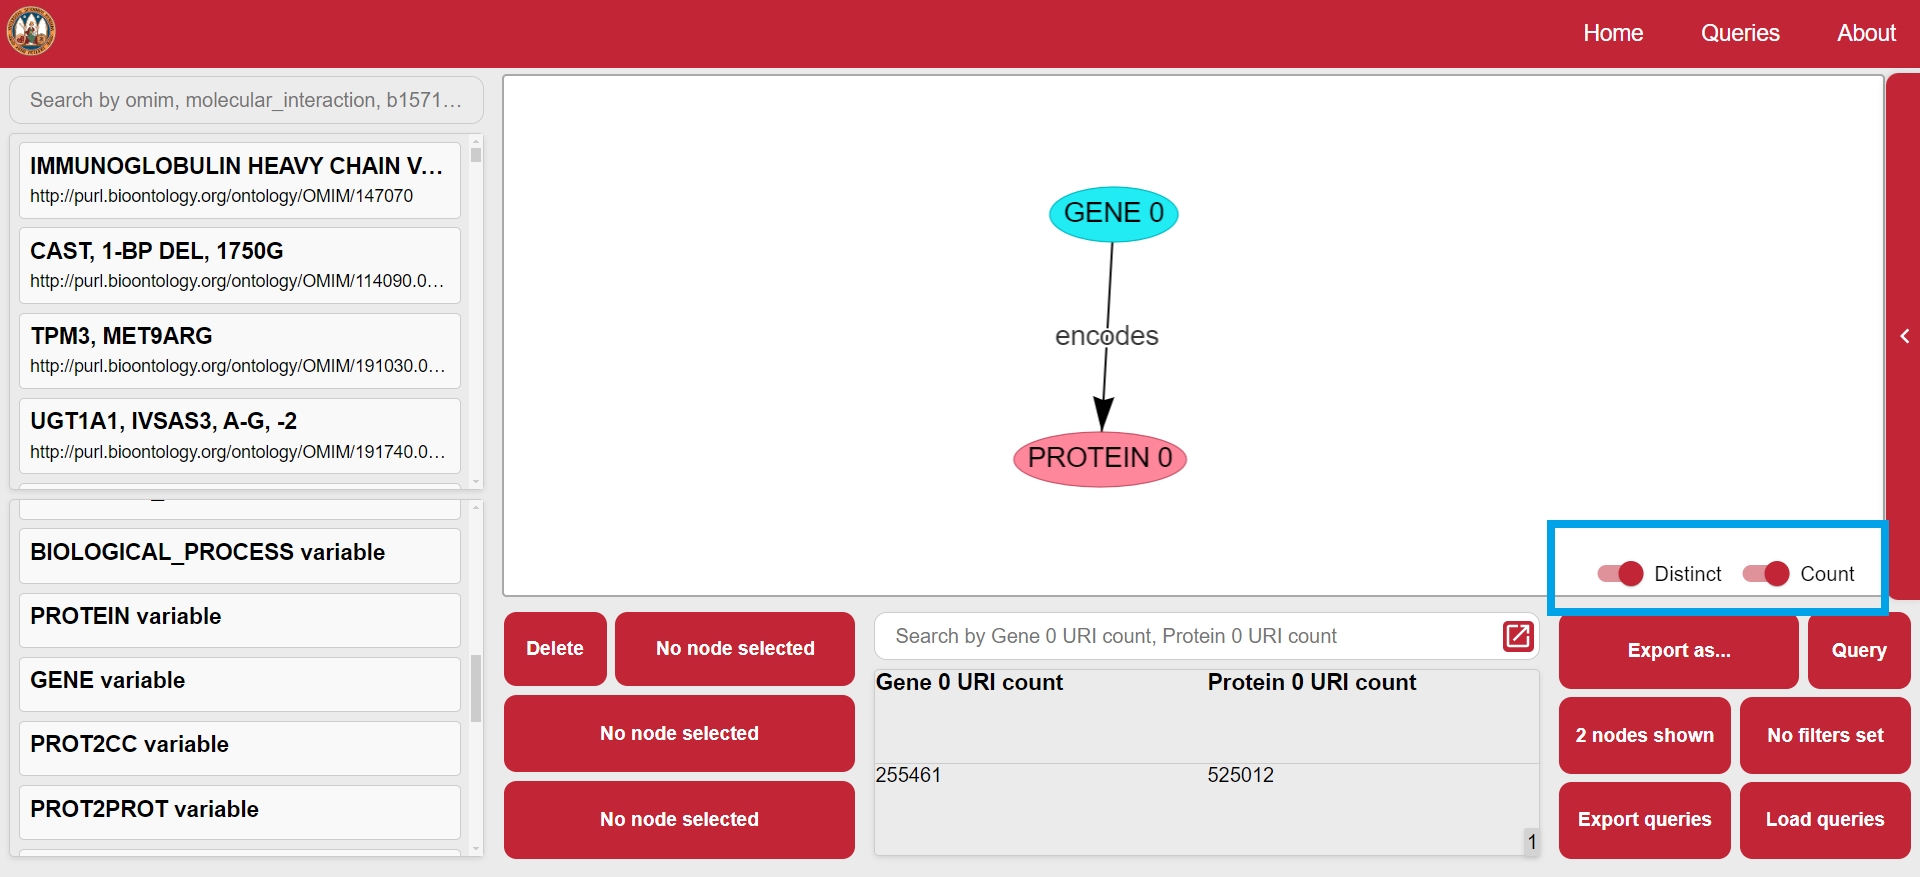 Home Queries About
Search by omim, molecular_interaction, b1571...
IMMUNOGLOBULIN HEAVY CHAIN V...
http://purl.bioontology.org/ontology/OMIM/147070
CAST, 1-BP DEL, 1750G
http://purl.bioontology.org/ontology/OMIM/114090.0...
TPM3, MET9ARG
http://purl.bioontology.org/ontology/OMIM/191030.0...
UGT1A1, IVSAS3, A-G, -2
http://purl.bioontology.org/ontology/OMIM/191740.0...
BIOLOGICAL_PROCESS variable
PROTEIN variable
GENE variable
PROT2CC variable
PROT2PROT variable
GENE 0
encodes
PROTEIN 0
Distinct Count
Delete No node selected
No node selected
No node selected
Search by Gene 0 URI count, Protein 0 URI count
Gene 0 URI count Protein 0 URI count
255461 525012
1
Export as... Query
2 nodes shown No filters set
Export queries Load queries